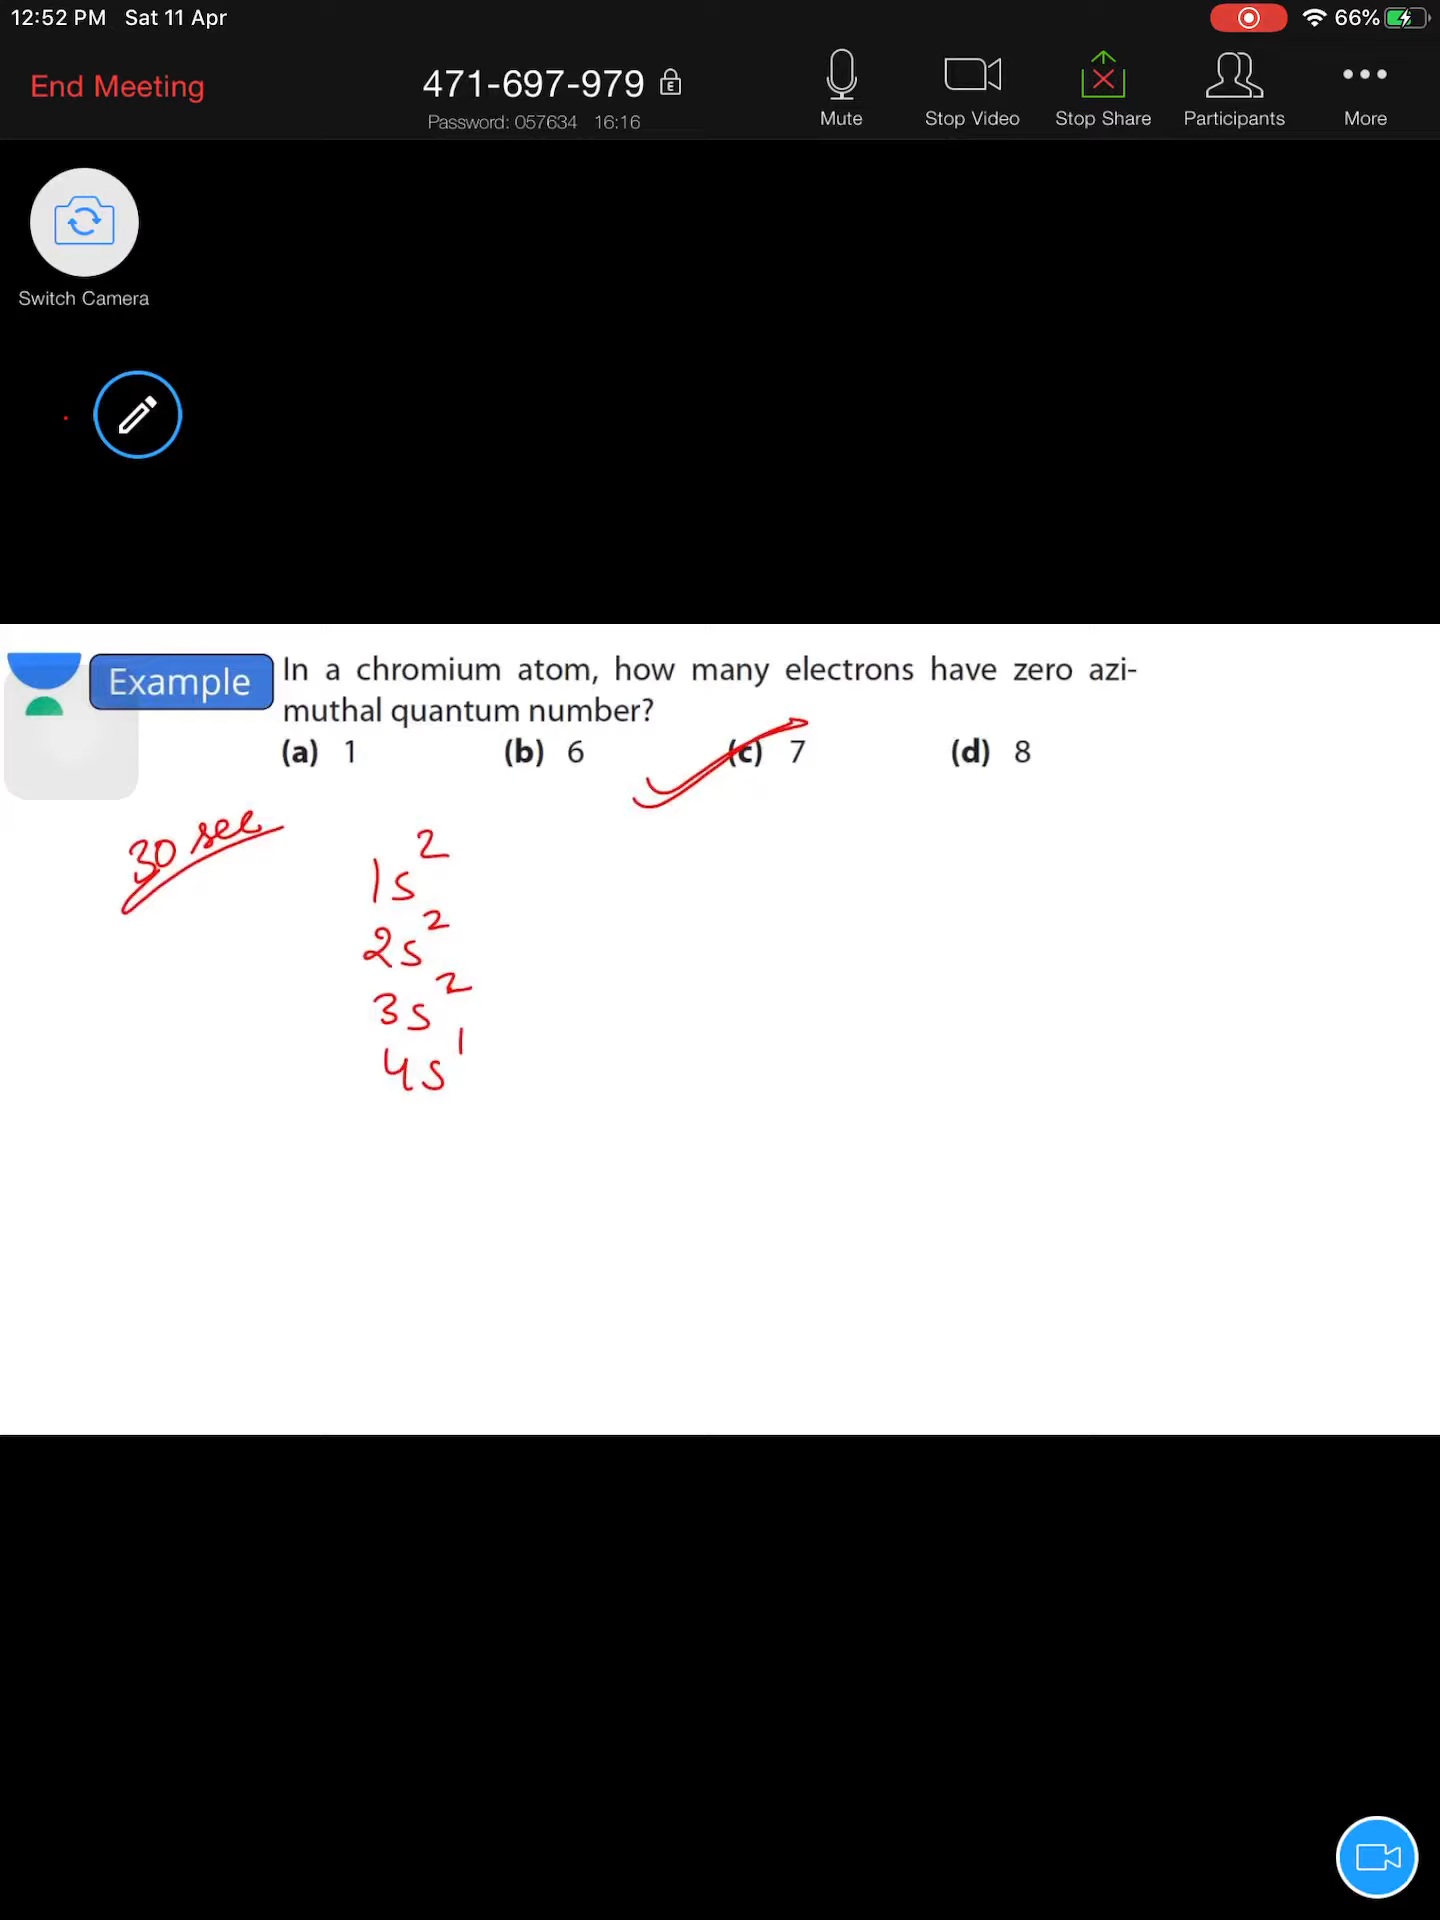 12:52 PM Sat 11 Apr 66%
End Meeting
471-697-979
Password: 057634 16:16
Mute
Stop Video
Stop Share
Participants
More
Switch Camera
Example
In a chromium atom, how many electrons have zero azi-
muthal quantum number?
(a) 1 (b) 6 (c) 7 (d) 8
30 sec
1s²
2s²
3s²
4s¹